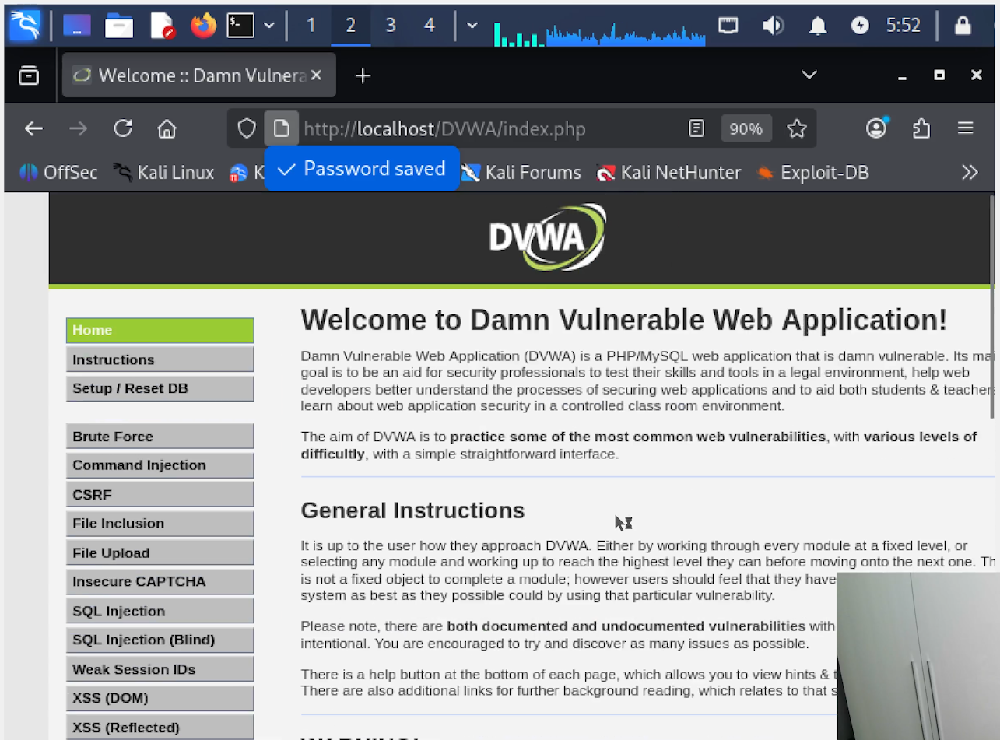 1 2 3 4 5:52
Welcome :: Damn Vulnera
http://localhost/DVWA/index.php 90%
OffSec Kali Linux K Password saved Kali Forums Kali NetHunter Exploit-DB
DVWA
Home
Instructions
Setup / Reset DB
Brute Force
Command Injection
CSRF
File Inclusion
File Upload
Insecure CAPTCHA
SQL Injection
SQL Injection (Blind)
Weak Session IDs
XSS (DOM)
XSS (Reflected)
Welcome to Damn Vulnerable Web Application!
Damn Vulnerable Web Application (DVWA) is a PHP/MySQL web application that is damn vulnerable. Its mai
goal is to be an aid for security professionals to test their skills and tools in a legal environment, help web
developers better understand the processes of securing web applications and to aid both students & teacher
learn about web application security in a controlled class room environment.
The aim of DVWA is to practice some of the most common web vulnerabilities, with various levels of
difficultly, with a simple straightforward interface.
General Instructions
It is up to the user how they approach DVWA. Either by working through every module at a fixed level, or
selecting any module and working up to reach the highest level they can before moving onto the next one. Th
is not a fixed object to complete a module; however users should feel that they have
system as best as they possible could by using that particular vulnerability.
Please note, there are both documented and undocumented vulnerabilities with
intentional. You are encouraged to try and discover as many issues as possible.
There is a help button at the bottom of each page, which allows you to view hints & t
There are also additional links for further background reading, which relates to that s